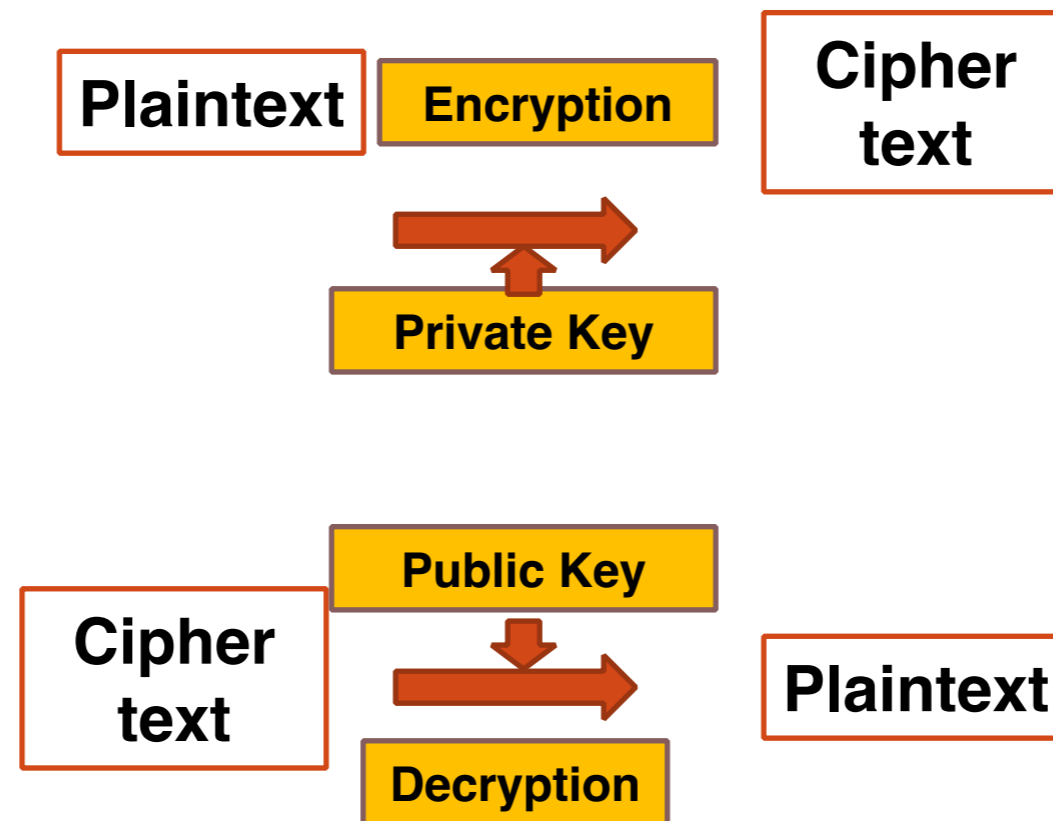 Plaintext
Encryption
Cipher
text
Private Key
Public Key
Cipher
text
Plaintext
Decryption